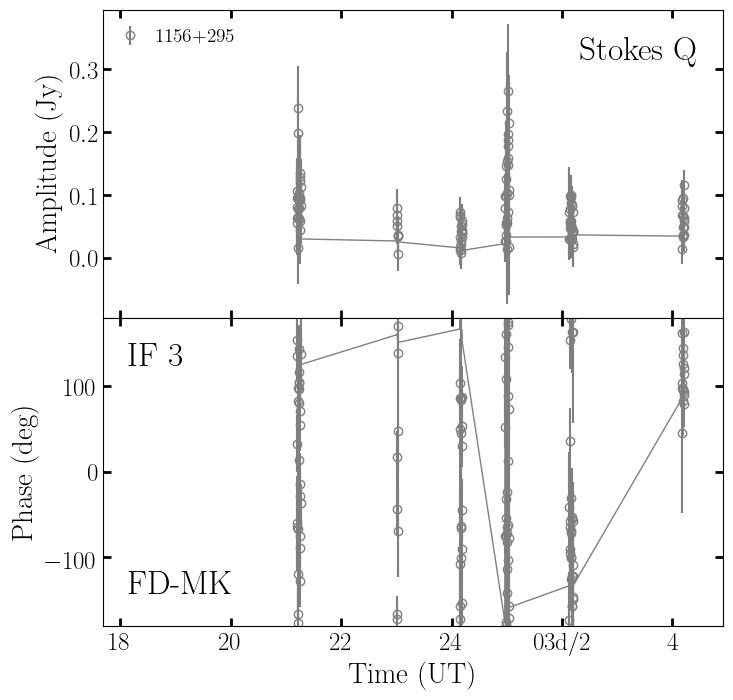 1156+295
Stokes Q
Amplitude (Jy)
0.3
0.2
0.1
0.0
IF 3
FD-MK
Phase (deg)
100
0
−100
18 20 22 24 03d/2 4
Time (UT)